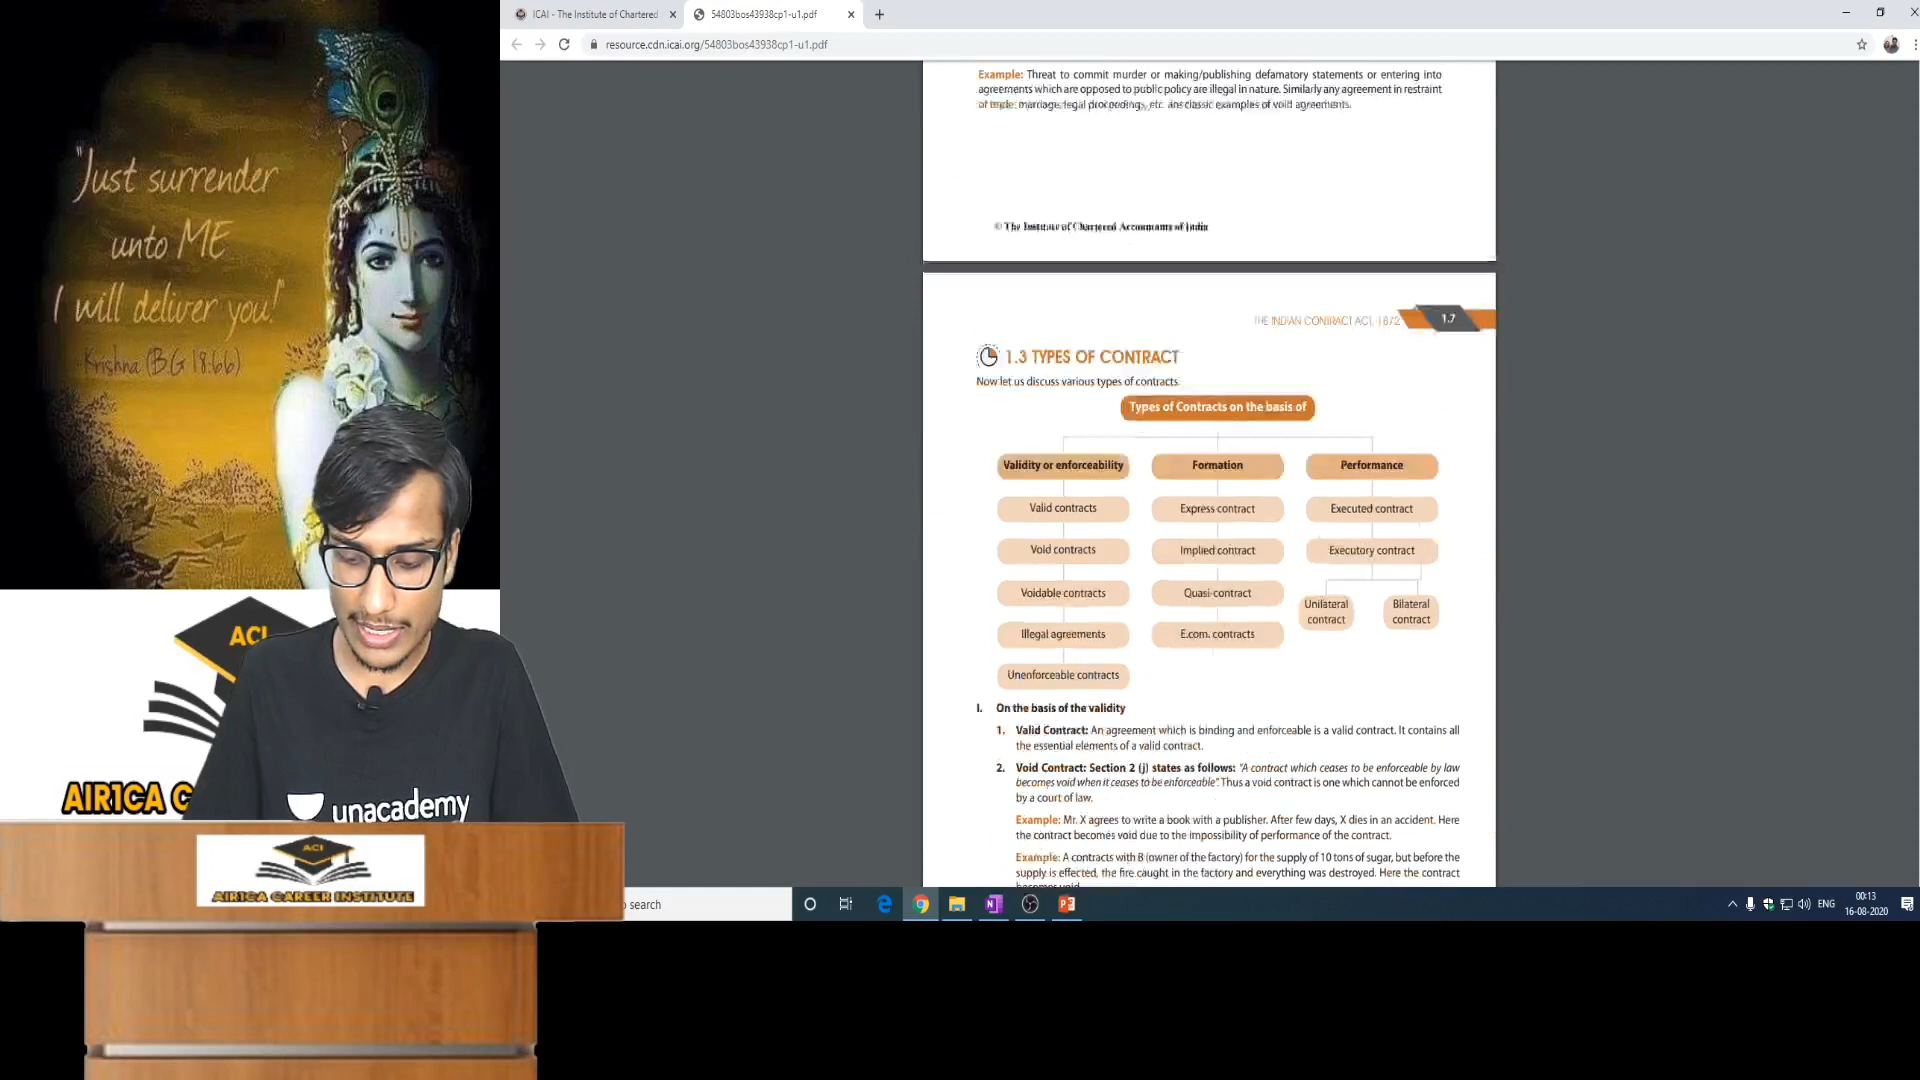 ICAI - The Institute of Chartered
54803bos43938cp1-u1.pdf
resource.cdn.icai.org/54803bos43938cp1-u1.pdf
"Just surrender
unto ME
I will deliver you!"
- Krishna (B.G 18:66)
ACI
AIR1CA C
unacademy
ACI
AIR1CA CAREER INSTITUTE
Example: Threat to commit murder or making/publishing defamatory statements or entering into
agreements which are opposed to public policy are illegal in nature. Similarly any agreement in restraint
of trade, marriage, legal proceeding, etc. are classic examples of void agreements.
© The Institute of Chartered Accountants of India
THE INDIAN CONTRACT ACT, 1872
1.7
1.3 TYPES OF CONTRACT
Now let us discuss various types of contracts.
Types of Contracts on the basis of
Validity or enforceability
Formation
Performance
Valid contracts
Express contract
Executed contract
Void contracts
Implied contract
Executory contract
Voidable contracts
Quasi-contract
Unilateral contract
Bilateral contract
Illegal agreements
E.com. contracts
Unenforceable contracts
I. On the basis of the validity
1. Valid Contract: An agreement which is binding and enforceable is a valid contract. It contains all
the essential elements of a valid contract.
2. Void Contract: Section 2 (j) states as follows: "A contract which ceases to be enforceable by law
becomes void when it ceases to be enforceable". Thus a void contract is one which cannot be enforced
by a court of law.
Example: Mr. X agrees to write a book with a publisher. After few days, X dies in an accident. Here
the contract becomes void due to the impossibility of performance of the contract.
Example: A contracts with B (owner of the factory) for the supply of 10 tons of sugar, but before the
supply is effected, the fire caught in the factory and everything was destroyed. Here the contract
becomes void.
o search
ENG
00:13
16-08-2020